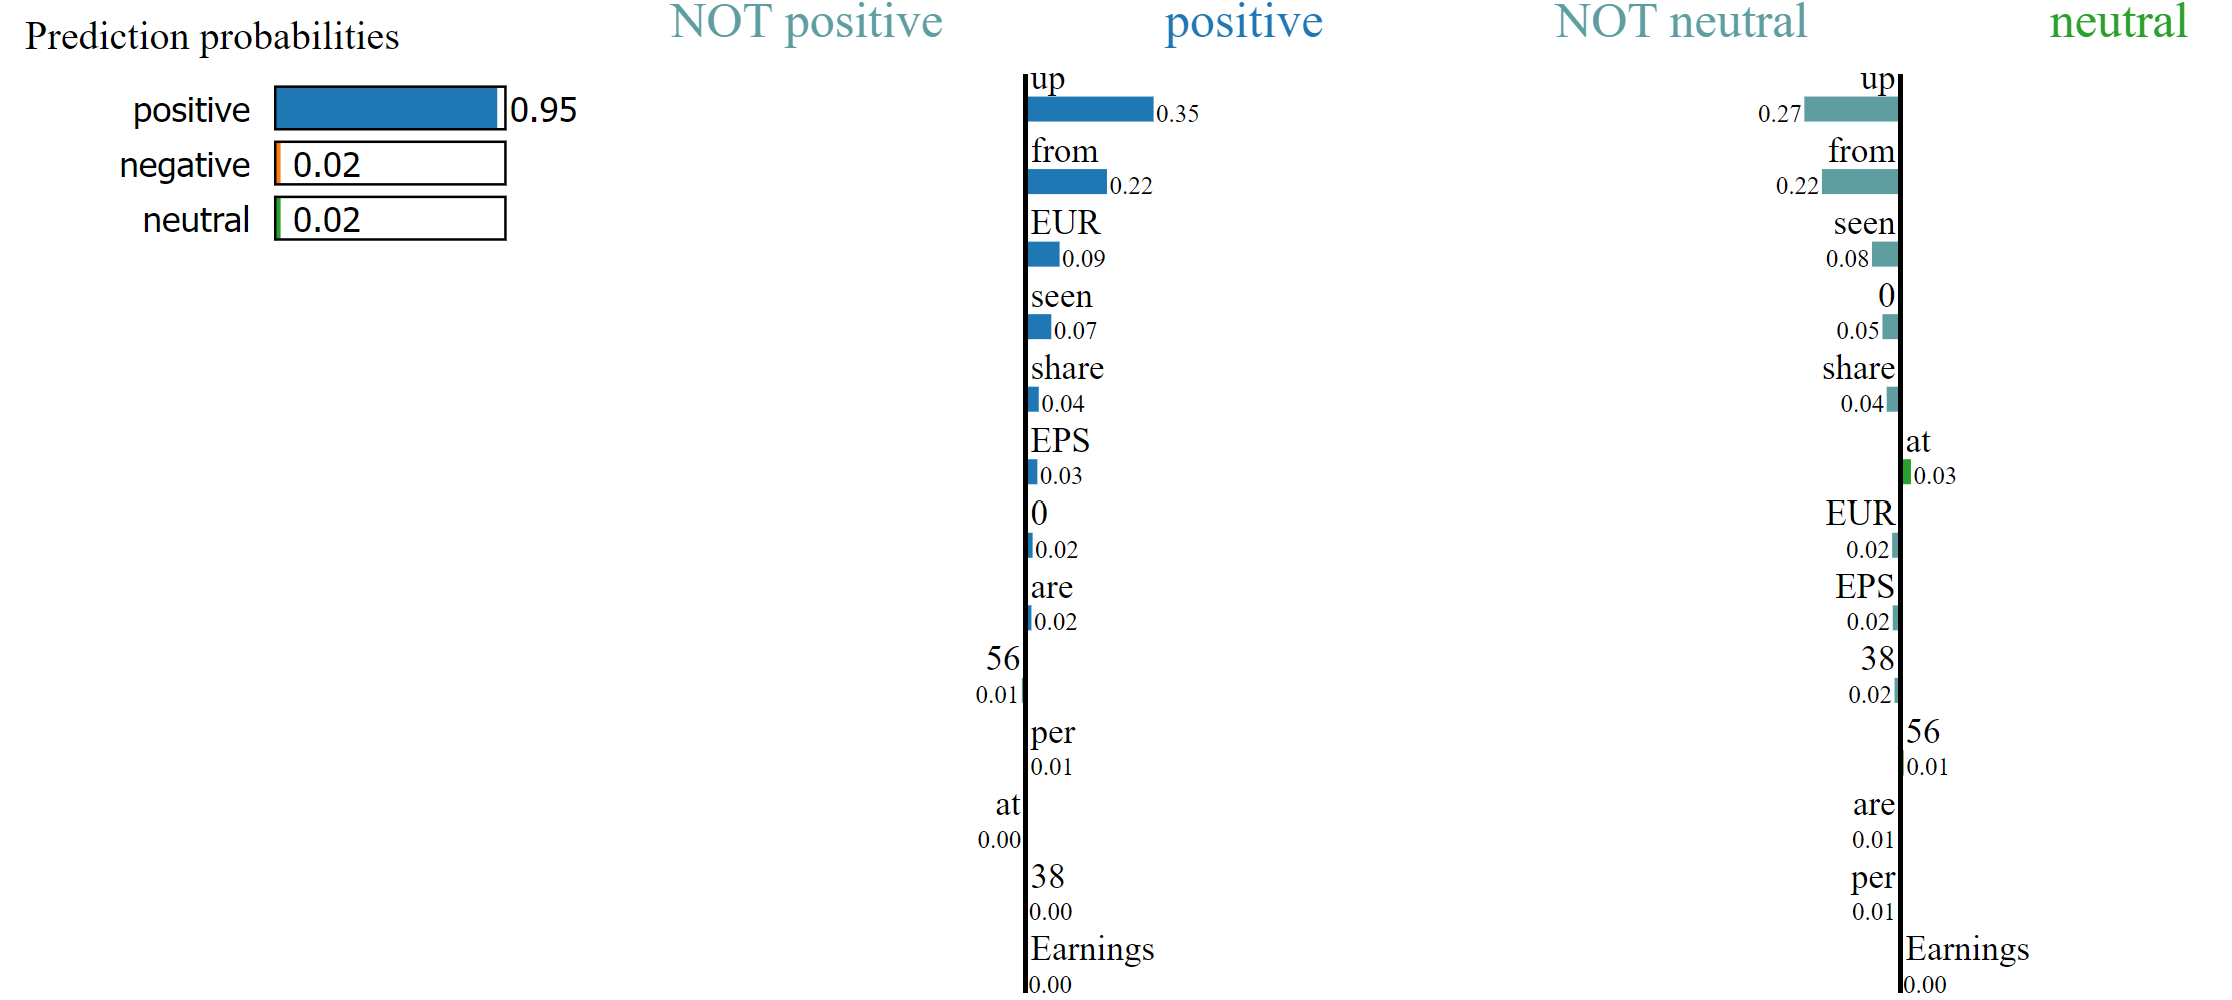 Prediction probabilities
positive 0.95
negative 0.02
neutral 0.02
NOT positive positive
up
0.35
from
0.22
EUR
0.09
seen
0.07
share
0.04
EPS
0.03
0
0.02
are
0.02
56
0.01
per
0.01
at
0.00
38
0.00
Earnings
0.00
NOT neutral neutral
up
0.27
from
0.22
seen
0.08
0
0.05
share
0.04
at
0.03
EUR
0.02
EPS
0.02
38
0.02
56
0.01
are
0.01
per
0.01
Earnings
0.00